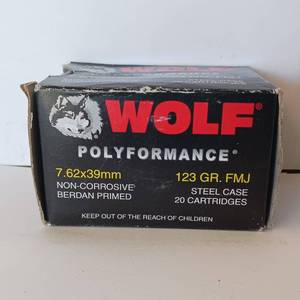 WOLF®
POLYFORMANCE®
7.62x39mm 123 GR. FMJ
NON-CORROSIVE STEEL CASE
BERDAN PRIMED 20 CARTRIDGES
KEEP OUT OF THE REACH OF CHILDREN